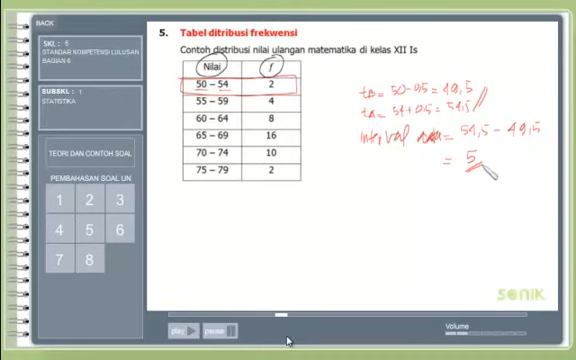 BACK
SKL : 6
STANDAR KOMPETENSI LULUSAN
BAGIAN 6
SUBSKL : 1
STATISTIKA
TEORI DAN CONTOH SOAL
PEMBAHASAN SOAL UN
1 2 3
4 5 6
7 8
5. Tabel ditribusi frekwensi
Contoh distribusi nilai ulangan matematika di kelas XII Is
Nilai f
50 – 54 2
55 – 59 4
60 – 64 8
65 – 69 16
70 – 74 10
75 – 79 2
tB = 50 - 0,5 = 49,5
tA = 54 + 0,5 = 54,5
Interval = 54,5 - 49,5
= 5
sonik
play pause
Volume